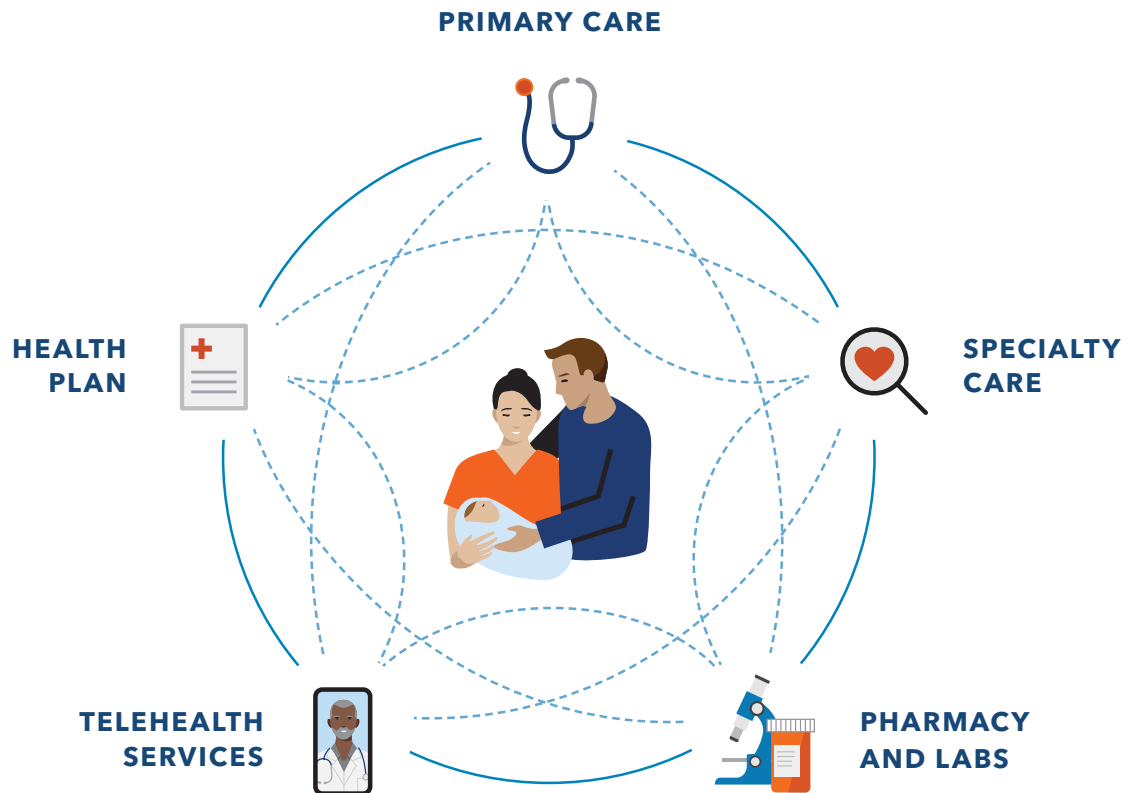 PRIMARY CARE
HEALTH
PLAN
SPECIALTY
CARE
TELEHEALTH
SERVICES
PHARMACY
AND LABS